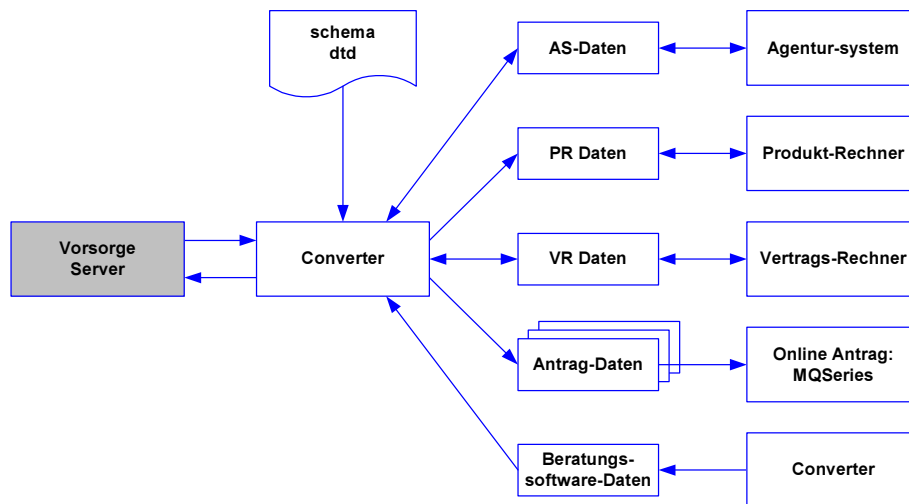 schema
dtd
AS-Daten
Agentur-system
PR Daten
Produkt-Rechner
Vorsorge
Server
Converter
VR Daten
Vertrags-Rechner
Antrag-Daten
Online Antrag:
MQSeries
Beratungs-
software-Daten
Converter